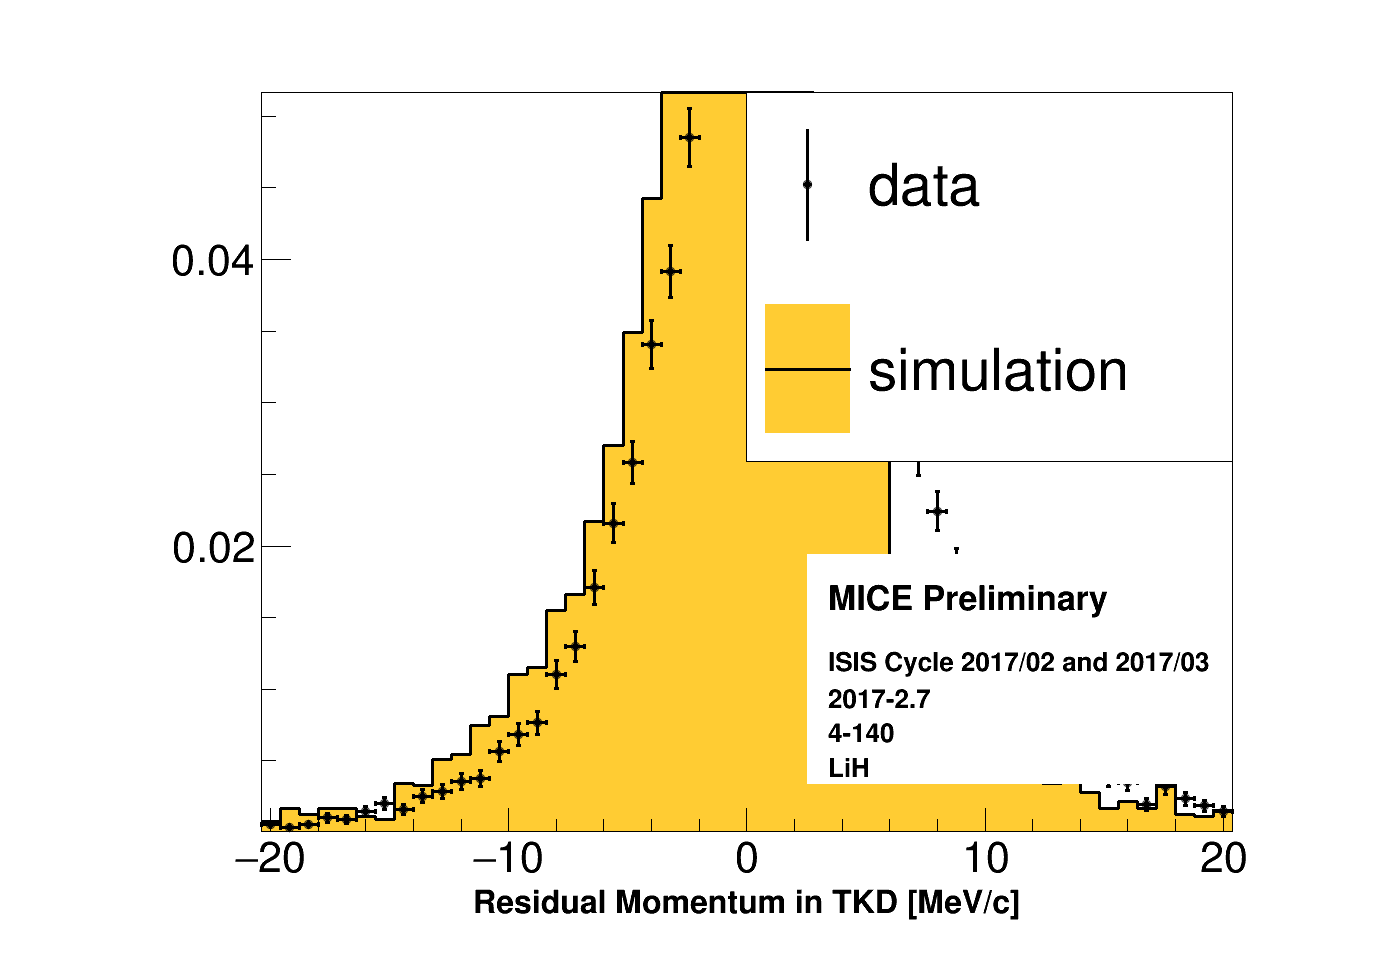 data
0.04
simulation
0.02
MICE Preliminary
ISIS Cycle 2017/02 and 2017/03
2017-2.7
4-140
LiH
−20 −10 0 10 20
Residual Momentum in TKD [MeV/c]